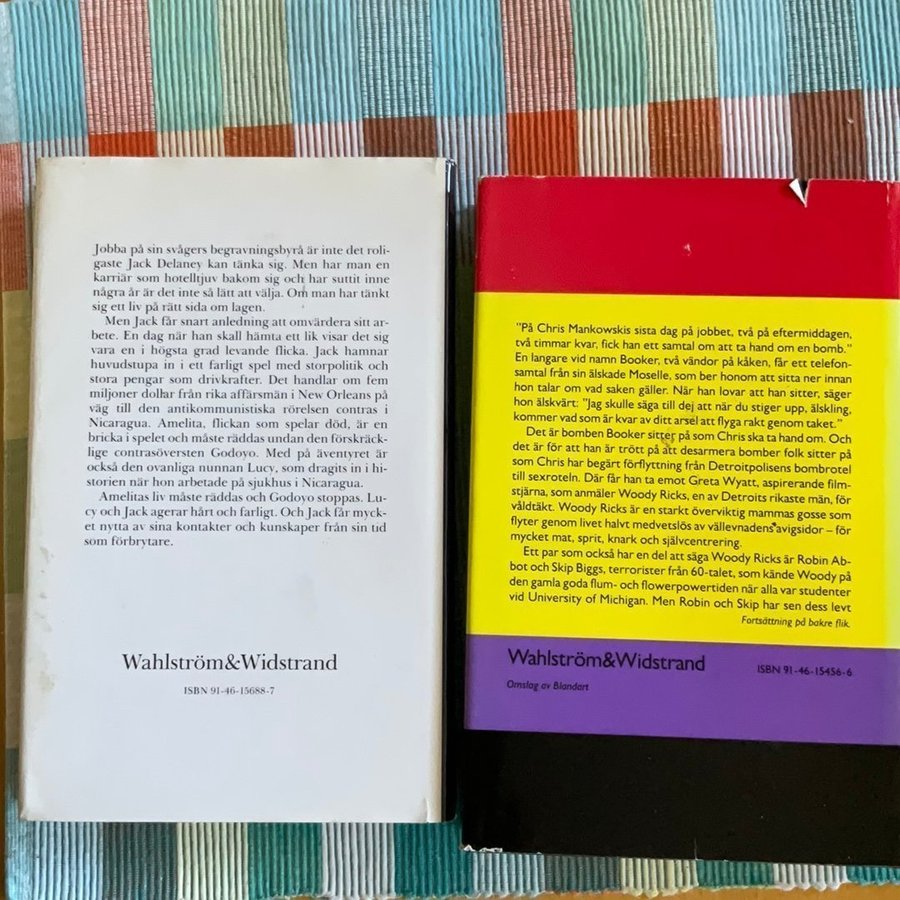 Jobba på sin svågers begravningsbyrå är inte det roli-
gaste Jack Delaney kan tänka sig. Men har man en
karriär som hotelltjuv bakom sig och har suttit inne
några år är det inte så lätt att välja. Om man har tänkt
sig ett liv på rätt sida om lagen.
Men Jack får snart anledning att omvärdera sitt ar-
bete. En dag när han skall hämta ett lik visar det sig
vara en i högsta grad levande flicka. Jack hamnar
huvudstupa in i ett farligt spel med storpolitik och
stora pengar som drivkrafter. Det handlar om fem
miljoner dollar från rika affärsmän i New Orleans på
väg till den antikommunistiska rörelsen contras i
Nicaragua. Amelita, flickan som spelar död, är en
bricka i spelet och måste räddas undan den förskräck-
lige contrasöversten Godoyo. Med på äventyret är
också den ovanliga nunnan Lucy, som dragits in i hi-
storien när hon arbetade på sjukhus i Nicaragua.
Amelitas liv måste räddas och Godoyo stoppas. Lu-
cy och Jack agerar hårt och farligt. Och Jack får myck-
et nytta av sina kontakter och kunskaper från sin tid
som förbrytare.
Wahlström&Widstrand
ISBN 91-46-15688-7
"På Chris Mankowskis sista dag på jobbet, två på eftermiddagen,
två timmar kvar, fick han ett samtal om att ta hand om en bomb."
En langare vid namn Booker, två vändor på kåken, får ett telefon-
samtal från sin älskade Moselle, som ber honom att sitta ner innan
hon talar om vad saken gäller. När han lovar att han sitter, säger
hon älskvärt: "Jag skulle säga till dej att när du stiger upp, älskling,
kommer vad som är kvar av ditt arsel att flyga rakt genom taket."
Det är bomben Booker sitter på som Chris ska ta hand om. Och
det är för att han är trött på att desarmera bomber folk sitter på
som Chris har begärt förflyttning från Detroitpolisens bombrotel
till sexroteln. Där får han ta emot Greta Wyatt, aspirerande film-
stjärna, som anmäler Woody Ricks, en av Detroits rikaste män, för
våldtäkt. Woody Ricks är en starkt överviktig mammas gosse som
flyter genom livet halvt medvetslös av vällevnadens avigsidor – för
mycket mat, sprit, knark och självcentrering.
Ett par som också har en del att säga Woody Ricks är Robin Ab-
bot och Skip Biggs, terrorister från 60-talet, som kände Woody på
den gamla goda flum- och flowerpowertiden när alla var studenter
vid University of Michigan. Men Robin och Skip har sen dess levt
Fortsättning på bakre flik.
Wahlström&Widstrand
ISBN 91-46-15456-6
Omslag av Blandart